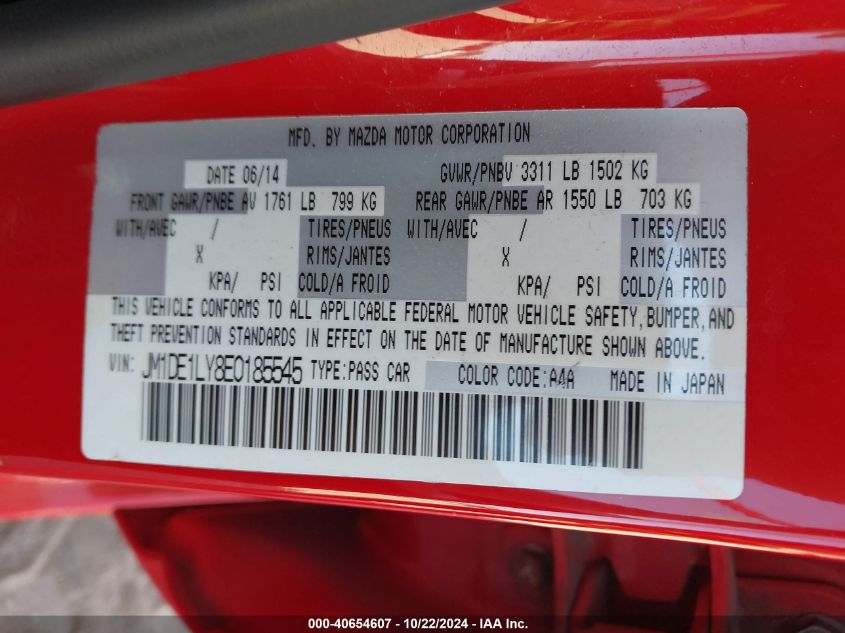 MFD. BY MAZDA MOTOR CORPORATION
DATE 06/14 GVWR/PNBV 3311 LB 1502 KG
FRONT GAWR/PNBE AV 1761 LB 799 KG REAR GAWR/PNBE AR 1550 LB 703 KG
WITH/AVEC / TIRES/PNEUS WITH/AVEC / TIRES/PNEUS
X RIMS/JANTES X RIMS/JANTES
KPA/ PSI COLD/A FROID KPA/ PSI COLD/A FROID
THIS VEHICLE CONFORMS TO ALL APPLICABLE FEDERAL MOTOR VEHICLE SAFETY, BUMPER, AND
THEFT PREVENTION STANDARDS IN EFFECT ON THE DATE OF MANUFACTURE SHOWN ABOVE.
VIN: JM1DE1LY8E0185545 TYPE:PASS CAR COLOR CODE:A4A MADE IN JAPAN
000-40654607 - 10/22/2024 - IAA Inc.